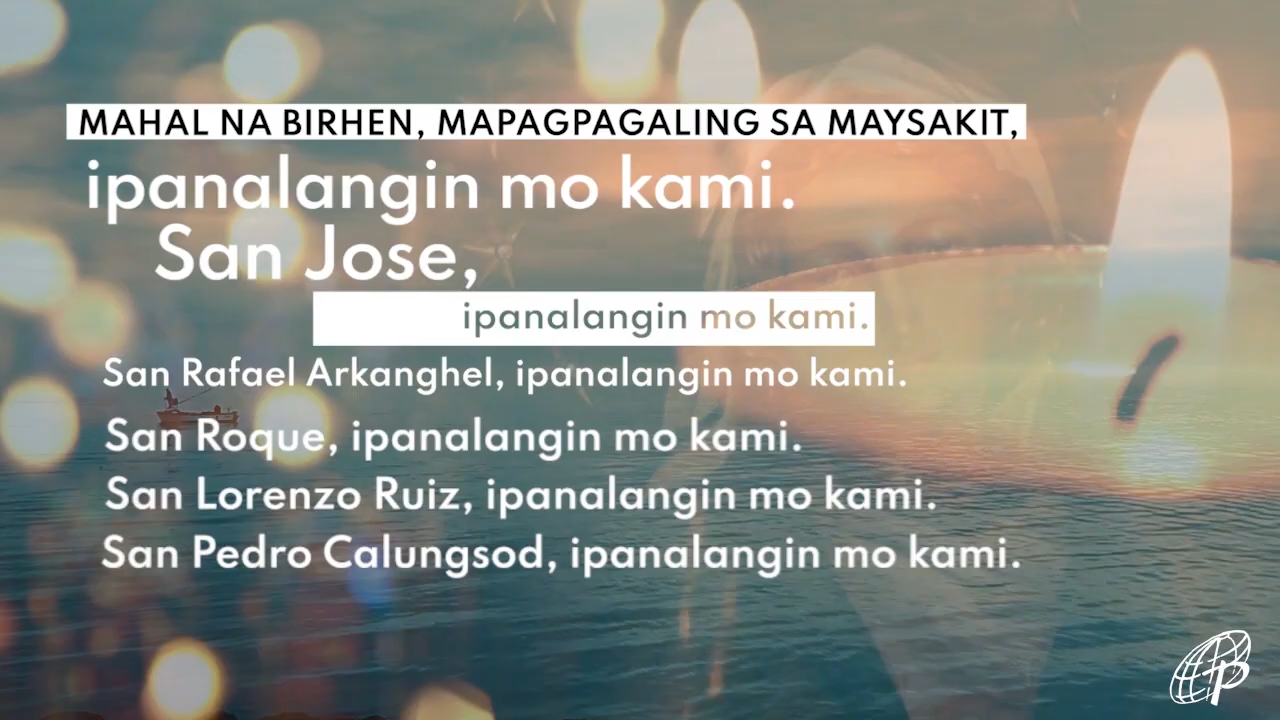 MAHAL NA BIRHEN, MAPAGPAGALING SA MAYSAKIT,
ipanalangin mo kami.
San Jose,
ipanalangin mo kami.
San Rafael Arkanghel, ipanalangin mo kami.
San Roque, ipanalangin mo kami.
San Lorenzo Ruiz, ipanalangin mo kami.
San Pedro Calungsod, ipanalangin mo kami.